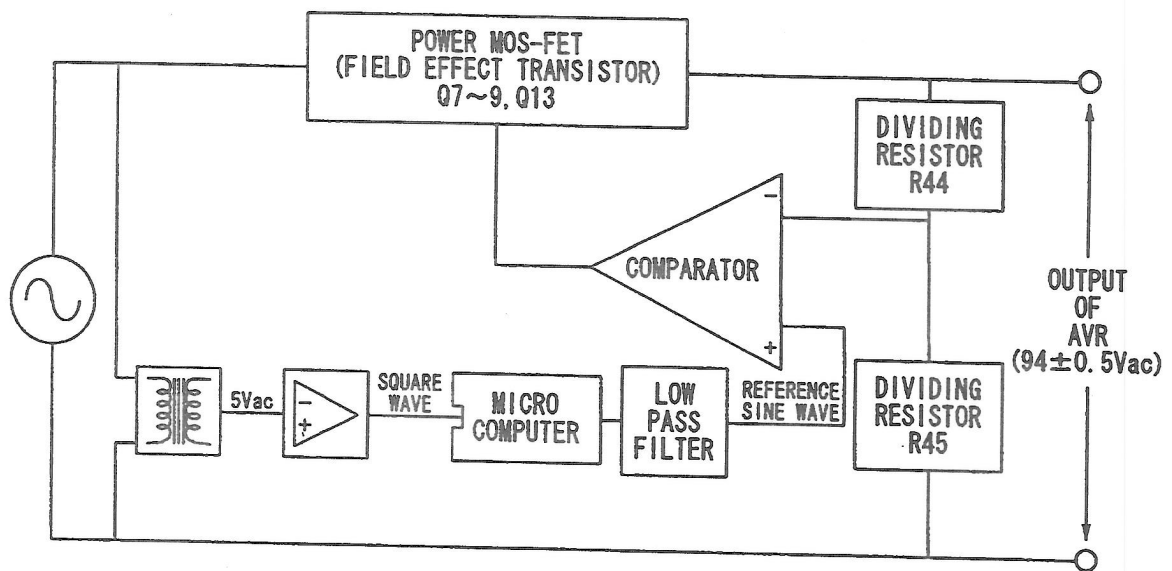 POWER MOS-FET
(FIELD EFFECT TRANSISTOR)
Q7~9, Q13
DIVIDING
RESISTOR
R44
−
COMPARATOR
+
OUTPUT
OF
AVR
(94±0.5Vac)
5Vac
−
+
SQUARE
WAVE
MICRO
COMPUTER
LOW
PASS
FILTER
REFERENCE
SINE WAVE
DIVIDING
RESISTOR
R45